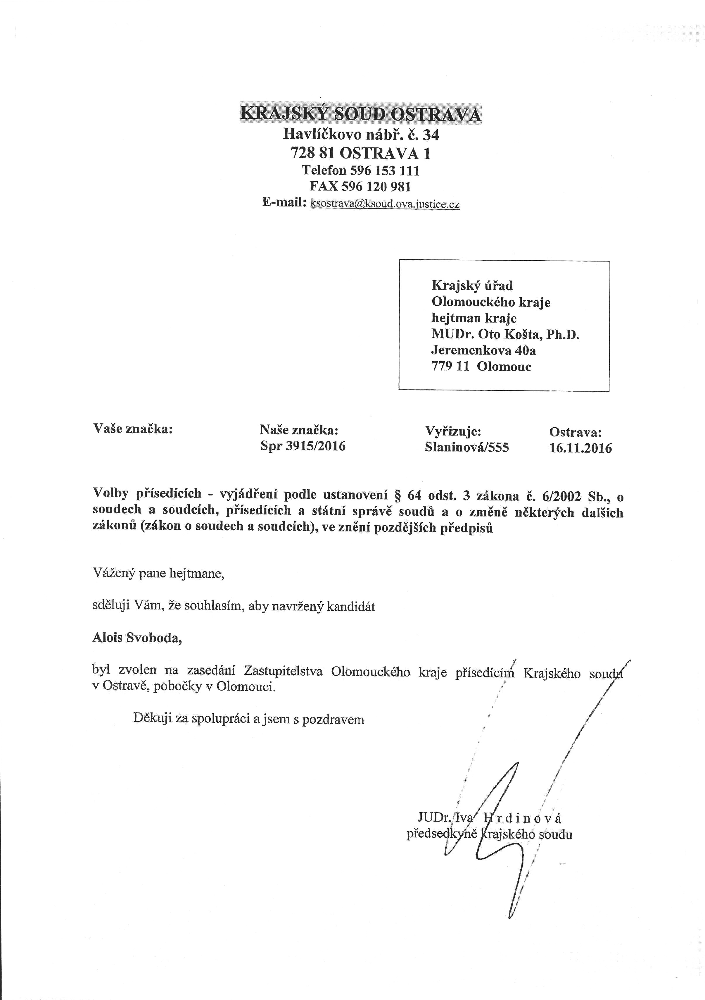 KRAJSKÝ SOUD OSTRAVA
Havlíčkovo nábř. č. 34
728 81 OSTRAVA 1
Telefon 596 153 111
FAX 596 120 981
E-mail: ksostrava@ksoud.ova.justice.cz
Krajský úřad
Olomouckého kraje
hejtman kraje
MUDr. Oto Košta, Ph.D.
Jeremenkova 40a
779 11 Olomouc
Vaše značka: Naše značka: Vyřizuje: Ostrava:
Spr 3915/2016 Slaninová/555 16.11.2016
Volby přísedících - vyjádření podle ustanovení § 64 odst. 3 zákona č. 6/2002 Sb., o
soudech a soudcích, přísedících a státní správě soudů a o změně některých dalších
zákonů (zákon o soudech a soudcích), ve znění pozdějších předpisů
Vážený pane hejtmane,
sděluji Vám, že souhlasím, aby navržený kandidát
Alois Svoboda,
byl zvolen na zasedání Zastupitelstva Olomouckého kraje přísedícím Krajského soudu
v Ostravě, pobočky v Olomouci.
Děkuji za spolupráci a jsem s pozdravem
JUDr. Iva Hrdinová
předsedkyně krajského soudu